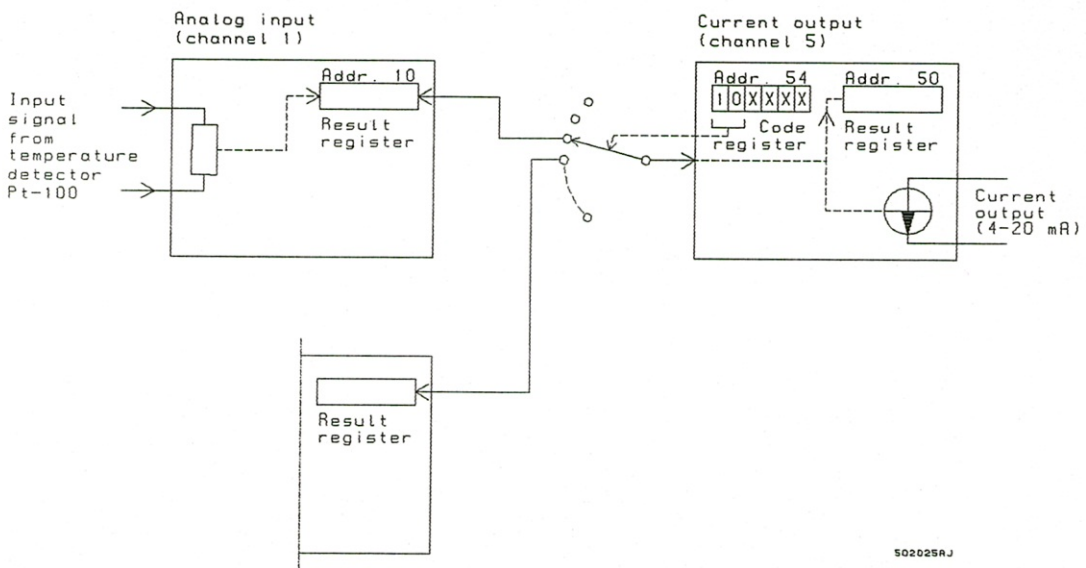 Analog input
(channel 1)
Addr. 10
Result
register
Input
signal
from
temperature
detector
Pt-100
Current output
(channel 5)
Addr. 54
10XXXX
Code
register
Addr. 50
Result
register
Current
output
(4-20 mA)
Result
register
502025AJ